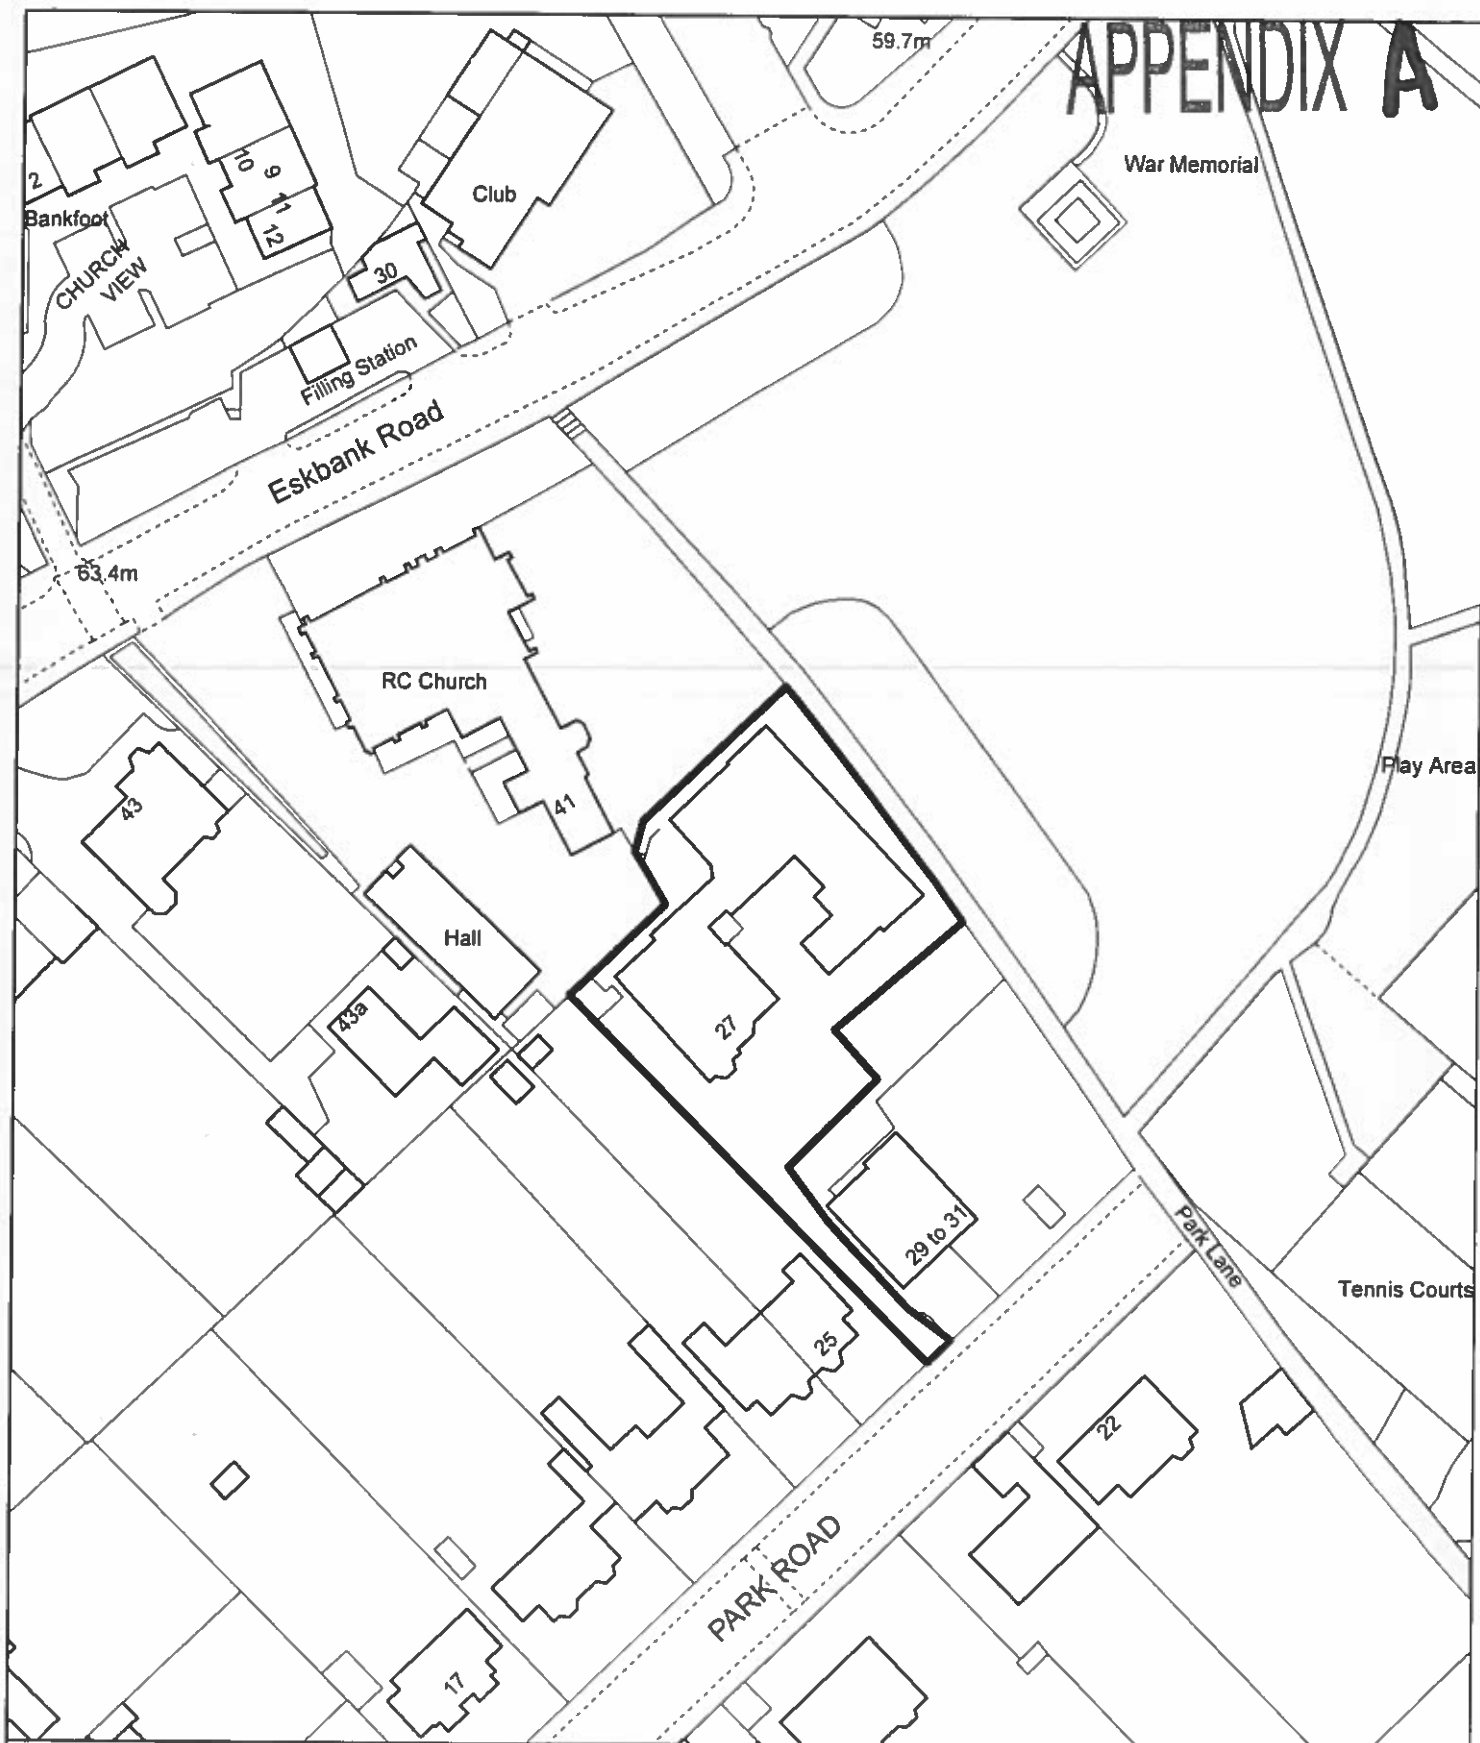 APPENDIX A
59.7m
War Memorial
Club
2
Bankfoot
10
9
11
12
CHURCH
VIEW
30
Filling Station
Eskbank Road
63.4m
RC Church
Play Area
43
41
Hall
43a
27
29 to 31
Park Lane
Tennis Courts
25
22
PARK ROAD
17